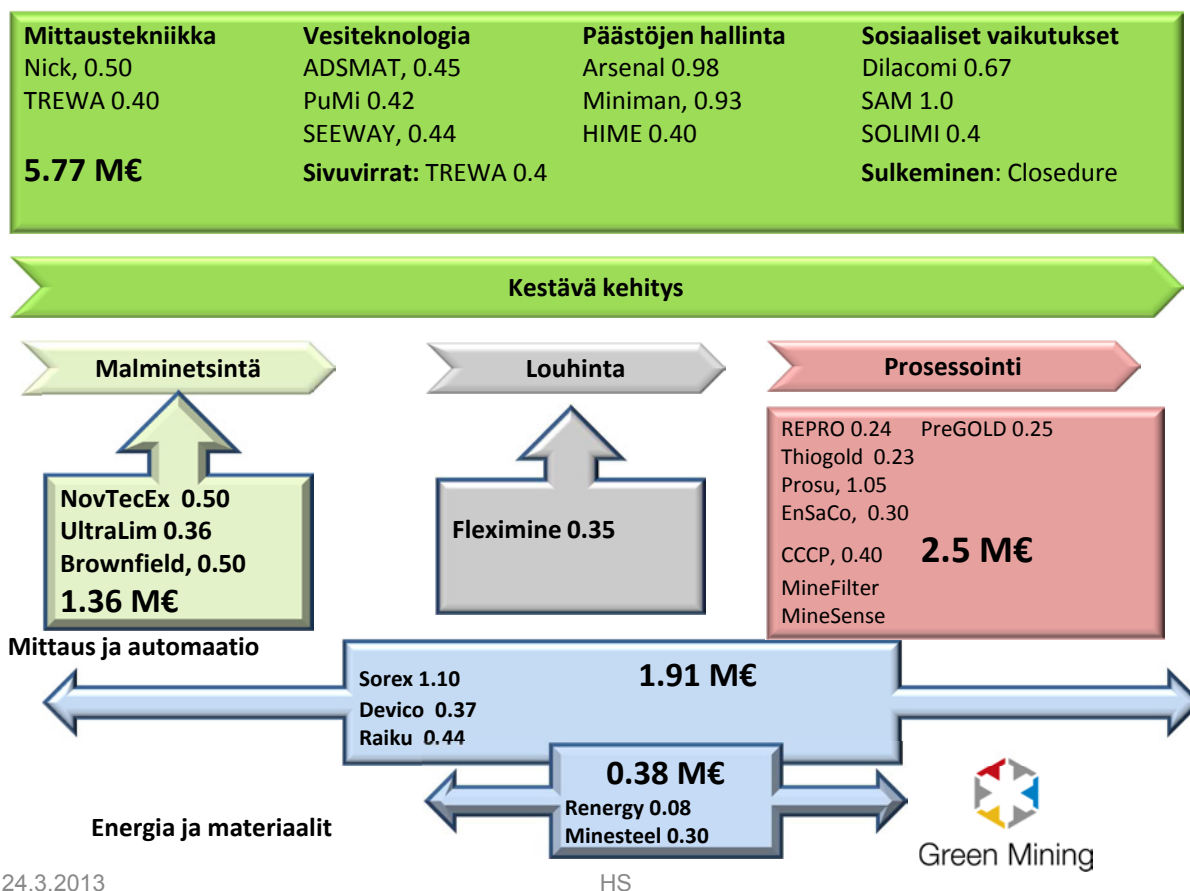 Mittaustekniikka
Nick, 0.50
TREWA 0.40
5.77 M€
Vesiteknologia
ADSMAT, 0.45
PuMi 0.42
SEEWAY, 0.44
Sivuvirrat: TREWA 0.4
Päästöjen hallinta
Arsenal 0.98
Miniman, 0.93
HIME 0.40
Sosiaaliset vaikutukset
Dilacomi 0.67
SAM 1.0
SOLIMI 0.4
Sulkeminen: Closedure
Kestävä kehitys
Malminetsintä
NovTecEx 0.50
UltraLim 0.36
Brownfield, 0.50
1.36 M€
Louhinta
Fleximine 0.35
Prosessointi
REPRO 0.24 PreGOLD 0.25
Thiogold 0.23
Prosu, 1.05
EnSaCo, 0.30
CCCP, 0.40 2.5 M€
MineFilter
MineSense
Mittaus ja automaatio
Sorex 1.10 1.91 M€
Devico 0.37
Raiku 0.44
0.38 M€
Renergy 0.08
Minesteel 0.30
Energia ja materiaalit
Green Mining
24.3.2013 HS